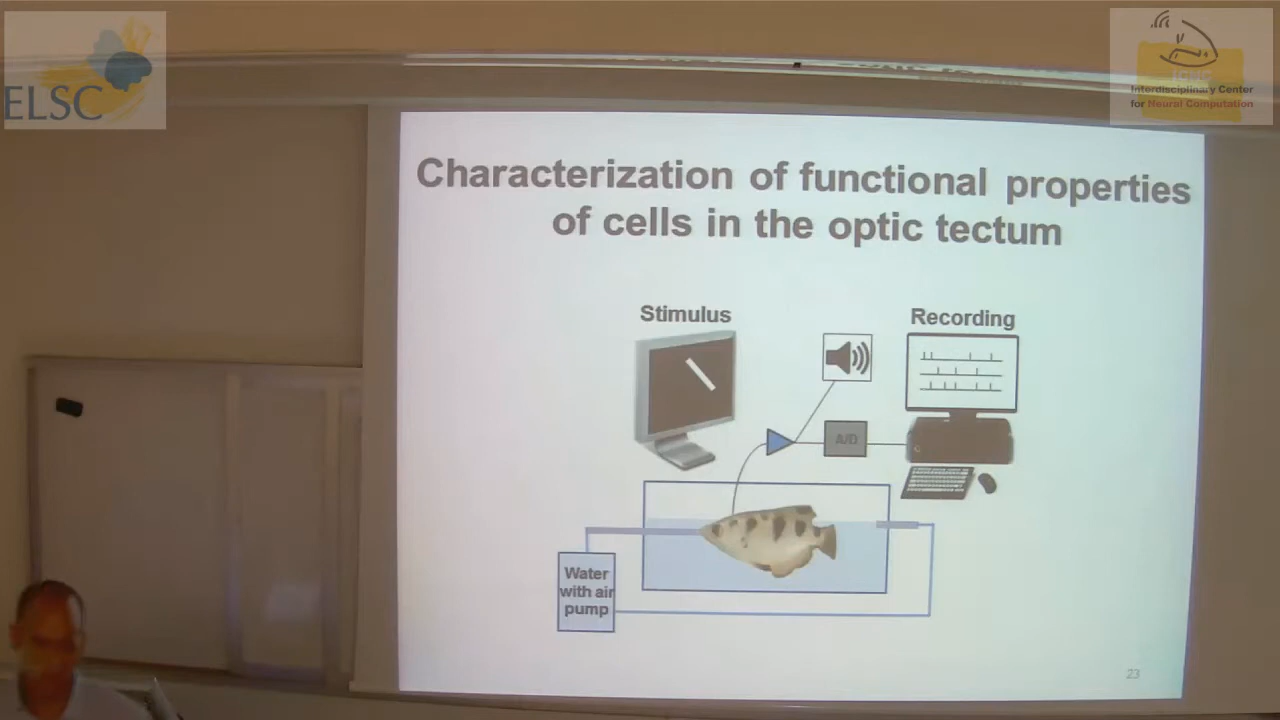 ELSC
Interdisciplinary Center
for Neural Computation
Characterization of functional properties
of cells in the optic tectum
Stimulus
Recording
A/D
Water
with air
pump
23